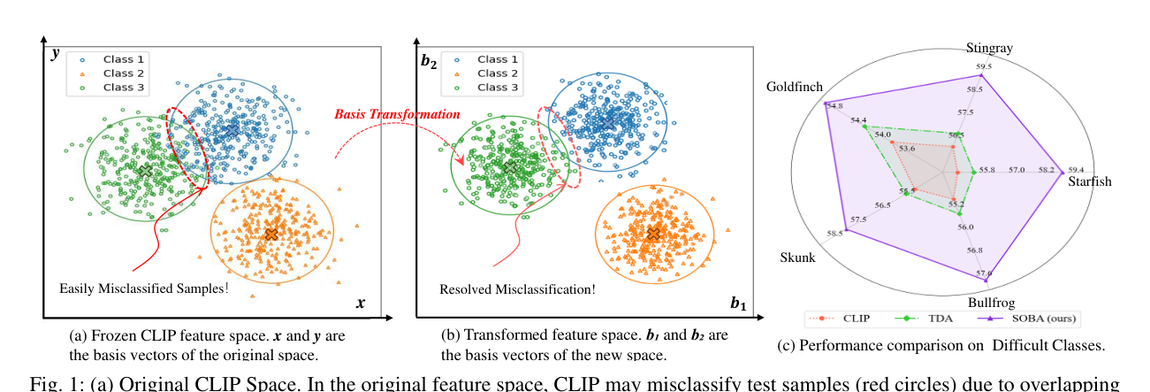 y
Class 1
Class 2
Class 3
Easily Misclassified Samples!
x
(a) Frozen CLIP feature space. x and y are
the basis vectors of the original space.
Basis Transformation
b2
Class 1
Class 2
Class 3
Resolved Misclassification!
b1
(b) Transformed feature space. b1 and b2 are
the basis vectors of the new space.
Stingray
59.5
58.5
57.5
56.5
Goldfinch
54.8
54.4
54.0
53.6
55.8 57.0 58.2 59.4
Starfish
55.5
56.5
57.5
58.5
Skunk
55.2
56.0
56.8
57.6
Bullfrog
CLIP TDA SOBA (ours)
(c) Performance comparison on Difficult Classes.
Fig. 1: (a) Original CLIP Space. In the original feature space, CLIP may misclassify test samples (red circles) due to overlapping